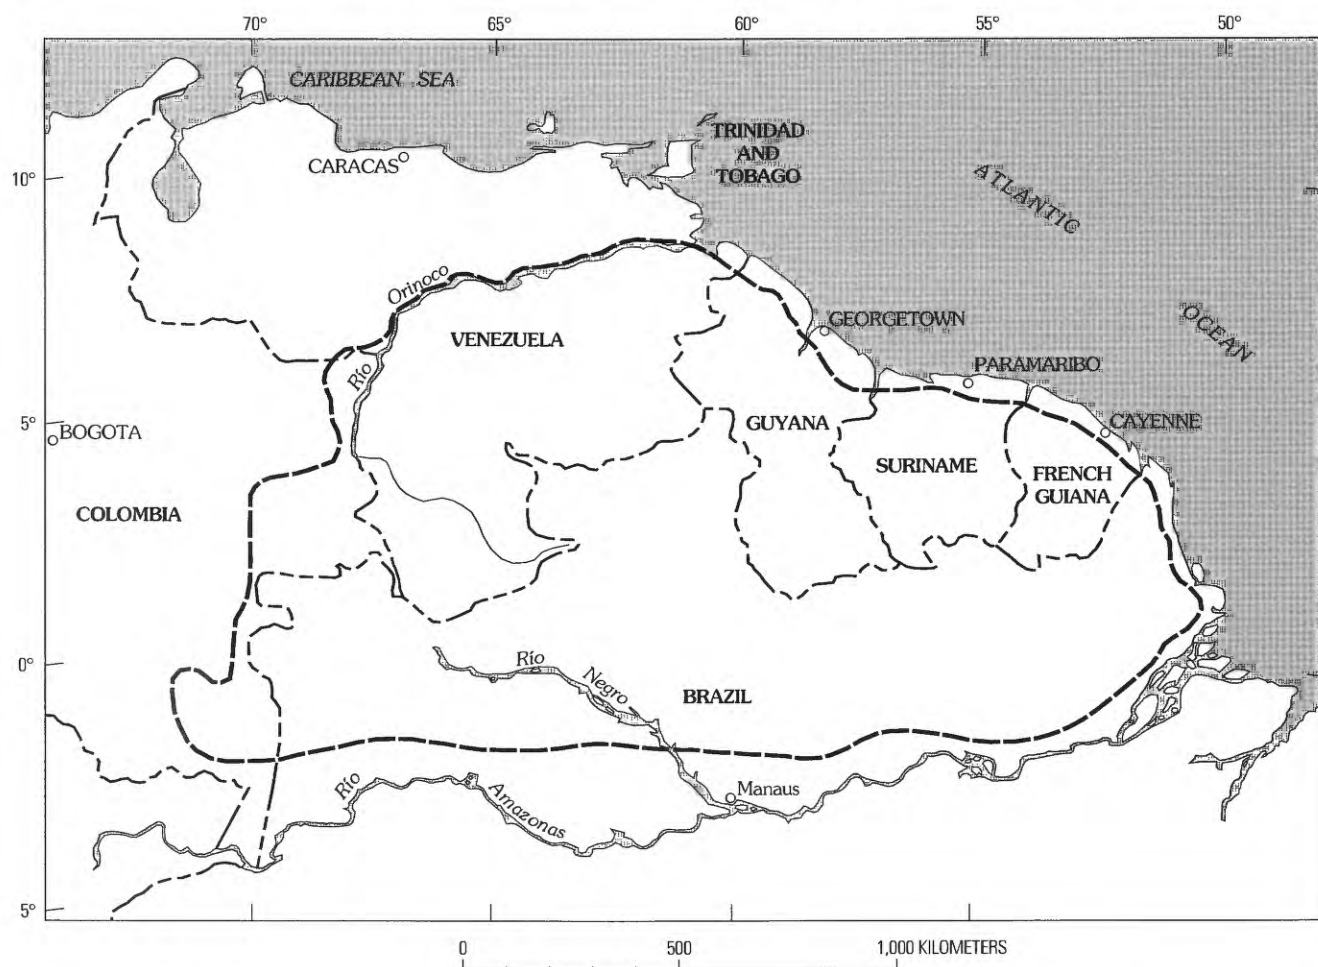 70°
65°
60°
55°
50°
CARIBBEAN SEA
TRINIDAD
AND
TOBAGO
CARACAS
10°
ATLANTIC
OCEAN
Orinoco
Río
VENEZUELA
GEORGETOWN
PARAMARIBO
CAYENNE
5°
BOGOTA
GUYANA
SURINAME
FRENCH
GUIANA
COLOMBIA
0°
Río
Negro
BRAZIL
Río
Amazonas
Manaus
5°
0
500
1,000 KILOMETERS